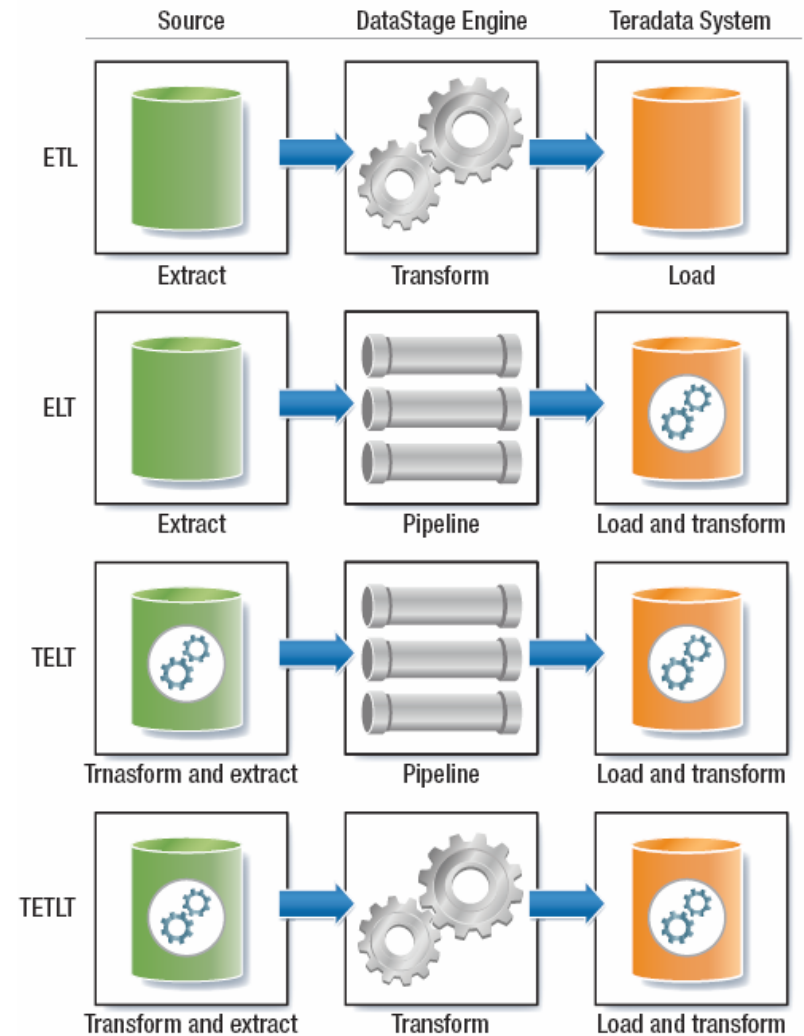 Source DataStage Engine Teradata System
ETL
Extract Transform Load
ELT
Extract Pipeline Load and transform
TELT
Trnasform and extract Pipeline Load and transform
TETLT
Transform and extract Transform Load and transform